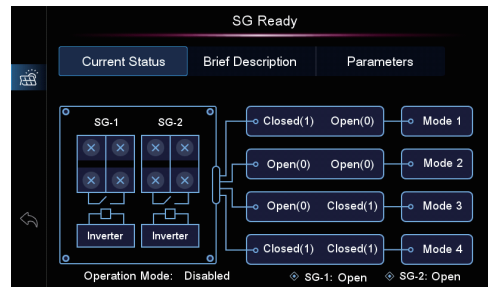 SG Ready
Current Status Brief Description Parameters
SG-1 SG-2
Inverter Inverter
Closed(1) Open(0) Mode 1
Open(0) Open(0) Mode 2
Open(0) Closed(1) Mode 3
Closed(1) Closed(1) Mode 4
Operation Mode: Disabled SG-1: Open SG-2: Open